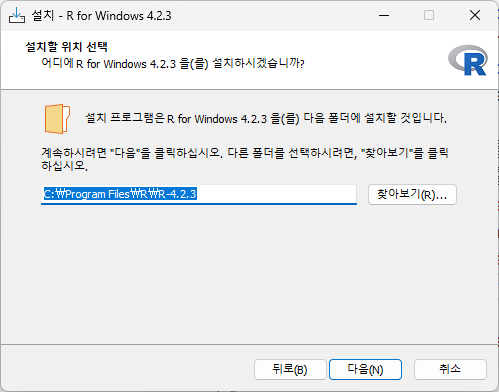 설치 - R for Windows 4.2.3
설치할 위치 선택
어디에 R for Windows 4.2.3 을(를) 설치하시겠습니까?
R
설치 프로그램은 R for Windows 4.2.3 을(를) 다음 폴더에 설치할 것입니다.
계속하시려면 "다음"을 클릭하십시오. 다른 폴더를 선택하시려면, "찾아보기"를 클릭
하십시오.
C:₩Program Files₩R₩R-4.2.3
찾아보기(R)...
뒤로(B) 다음(N) 취소